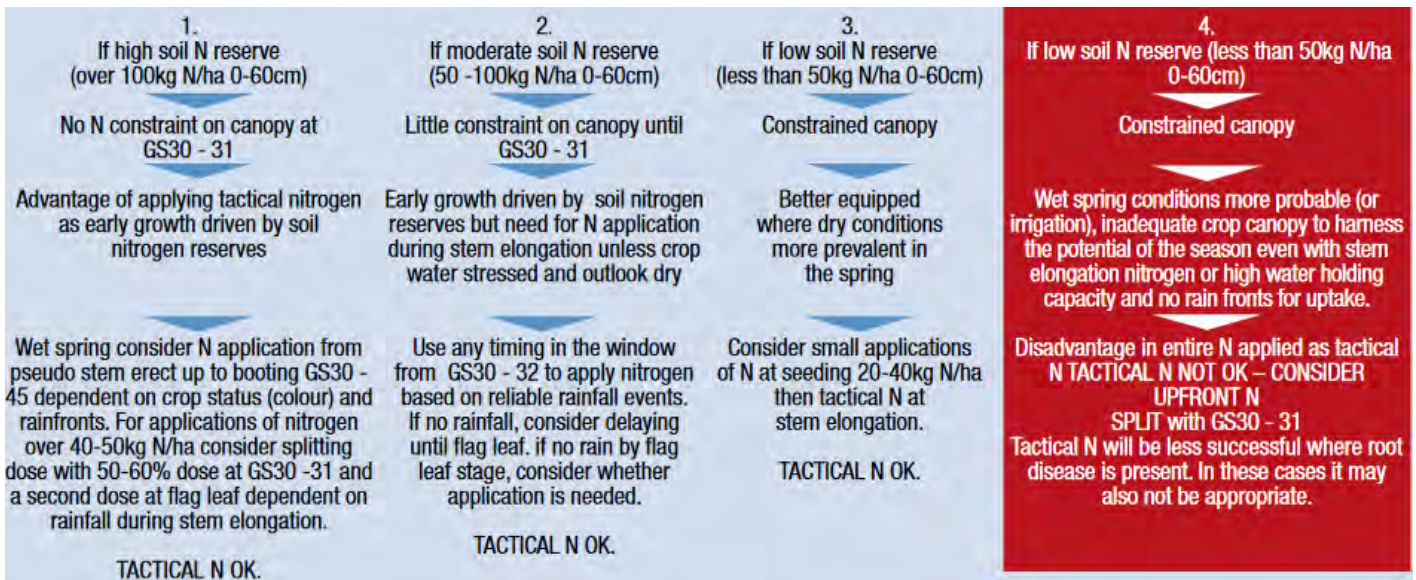 1.
If high soil N reserve
(over 100kg N/ha 0-60cm)
No N constraint on canopy at
GS30 - 31
Advantage of applying tactical nitrogen
as early growth driven by soil
nitrogen reserves
Wet spring consider N application from
pseudo stem erect up to booting GS30 -
45 dependent on crop status (colour) and
rainfronts. For applications of nitrogen
over 40-50kg N/ha consider splitting
dose with 50-60% dose at GS30 -31 and
a second dose at flag leaf dependent on
rainfall during stem elongation.
TACTICAL N OK.
2.
If moderate soil N reserve
(50 -100kg N/ha 0-60cm)
Little constraint on canopy until
GS30 - 31
Early growth driven by soil nitrogen
reserves but need for N application
during stem elongation unless crop
water stressed and outlook dry
Use any timing in the window
from GS30 - 32 to apply nitrogen
based on reliable rainfall events.
If no rainfall, consider delaying
until flag leaf. if no rain by flag
leaf stage, consider whether
application is needed.
TACTICAL N OK.
3.
If low soil N reserve
(less than 50kg N/ha 0-60cm)
Constrained canopy
Better equipped
where dry conditions
more prevalent in
the spring
Consider small applications
of N at seeding 20-40kg N/ha
then tactical N at
stem elongation.
TACTICAL N OK.
4.
If low soil N reserve (less than 50kg N/ha
0-60cm)
Constrained canopy
Wet spring conditions more probable (or
irrigation), inadequate crop canopy to harness
the potential of the season even with stem
elongation nitrogen or high water holding
capacity and no rain fronts for uptake.
Disadvantage in entire N applied as tactical
N TACTICAL N NOT OK – CONSIDER
UPFRONT N
SPLIT with GS30 - 31
Tactical N will be less successful where root
disease is present. In these cases it may
also not be appropriate.